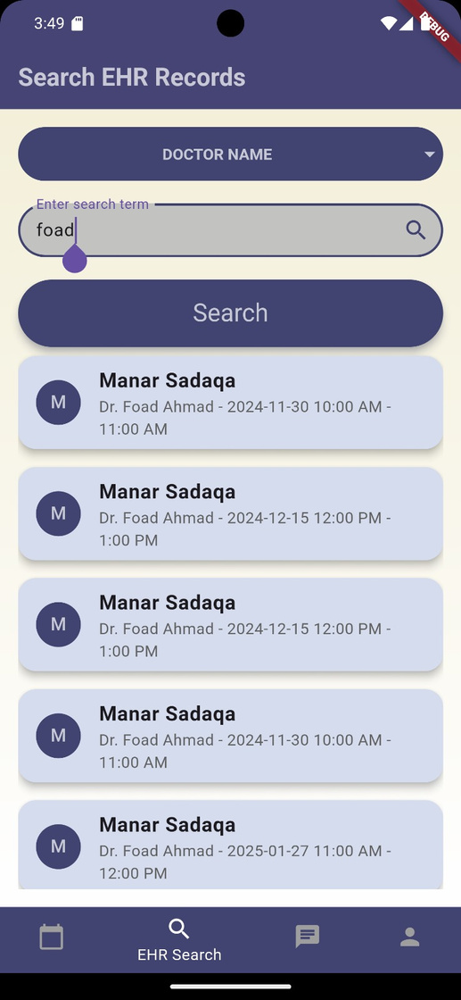 3:49
DEBUG
Search EHR Records
DOCTOR NAME
Enter search term
foad
Search
M
Manar Sadaqa
Dr. Foad Ahmad - 2024-11-30 10:00 AM -
11:00 AM
M
Manar Sadaqa
Dr. Foad Ahmad - 2024-12-15 12:00 PM -
1:00 PM
M
Manar Sadaqa
Dr. Foad Ahmad - 2024-12-15 12:00 PM -
1:00 PM
M
Manar Sadaqa
Dr. Foad Ahmad - 2024-11-30 10:00 AM -
11:00 AM
M
Manar Sadaqa
Dr. Foad Ahmad - 2025-01-27 11:00 AM -
12:00 PM
EHR Search